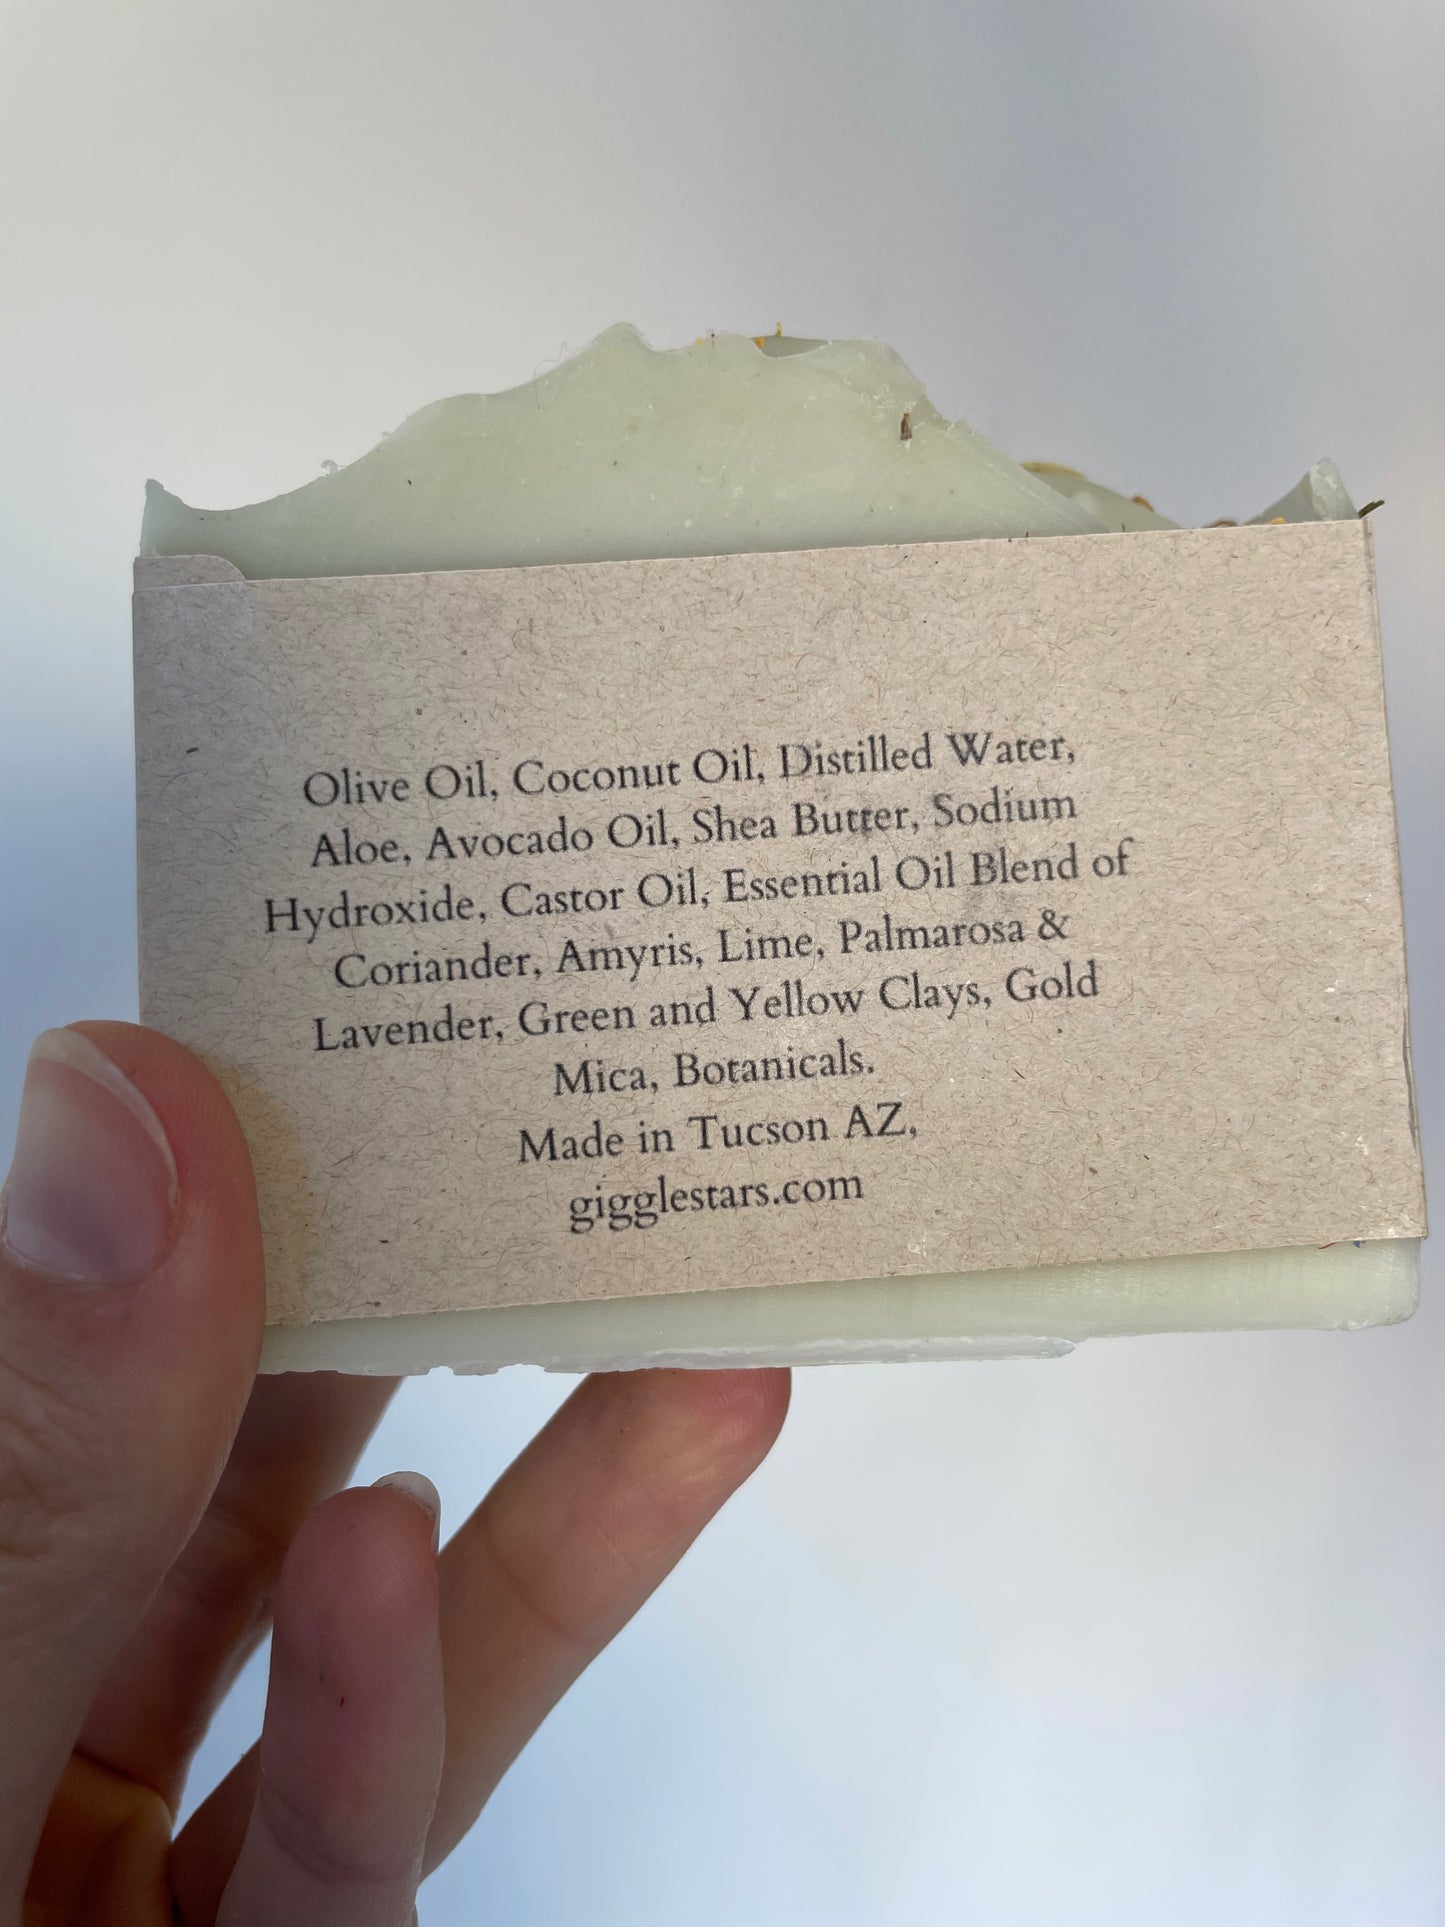 Olive Oil, Coconut Oil, Distilled Water,
Aloe, Avocado Oil, Shea Butter, Sodium
Hydroxide, Castor Oil, Essential Oil Blend of
Coriander, Amyris, Lime, Palmarosa &
Lavender, Green and Yellow Clays, Gold
Mica, Botanicals.
Made in Tucson AZ,
gigglestars.com